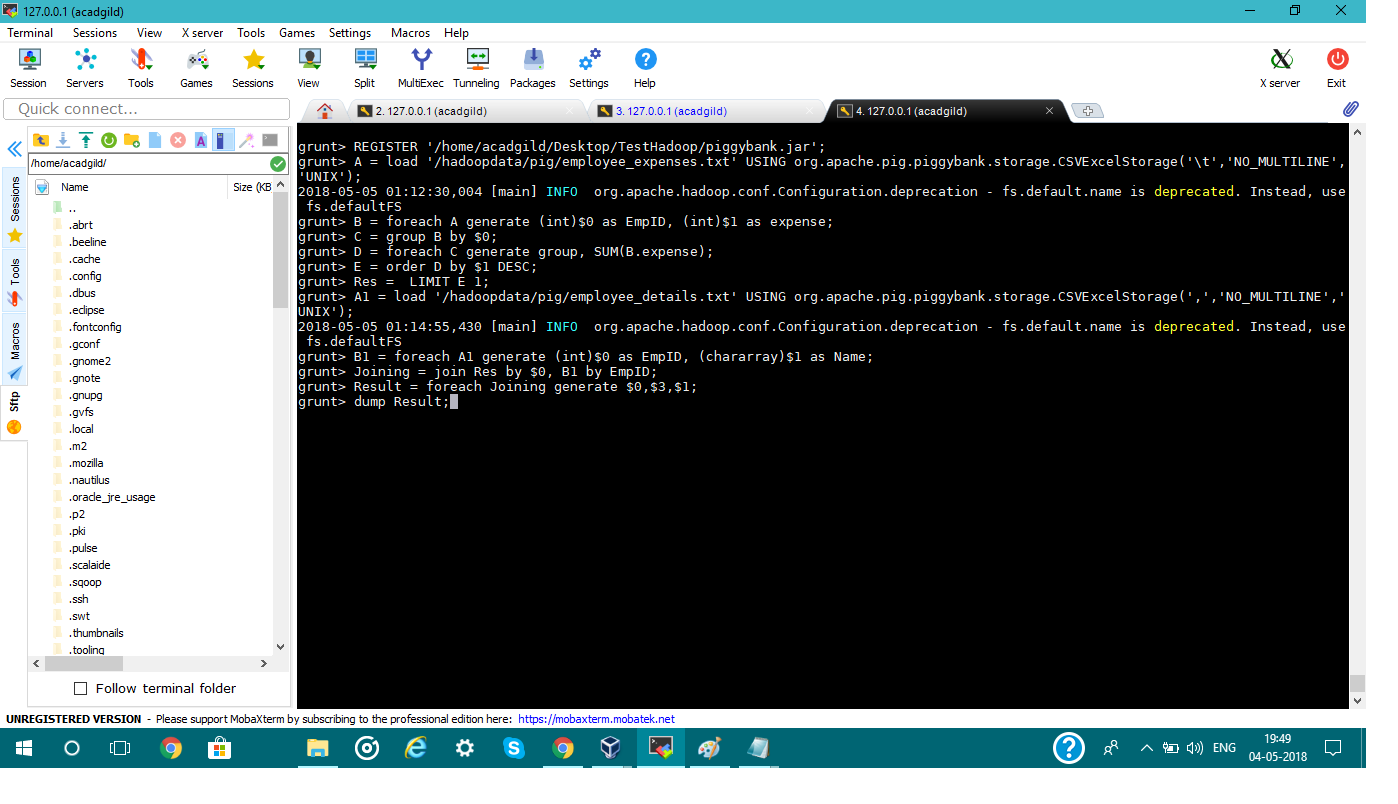 127.0.0.1 (acadgild)
Terminal Sessions View X server Tools Games Settings Macros Help
Session Servers Tools Games Sessions View Split MultiExec Tunneling Packages Settings Help X server Exit
Quick connect...
2. 127.0.0.1 (acadgild)
3. 127.0.0.1 (acadgild)
4. 127.0.0.1 (acadgild)
Sessions
Tools
Macros
Sftp
/home/acadgild/
Name Size (KB
..
.abrt
.beeline
.cache
.config
.dbus
.eclipse
.fontconfig
.gconf
.gnome2
.gnote
.gnupg
.gvfs
.local
.m2
.mozilla
.nautilus
.oracle_jre_usage
.p2
.pki
.pulse
.scalaide
.sqoop
.ssh
.swt
.thumbnails
.tooling
Follow terminal folder
grunt> REGISTER '/home/acadgild/Desktop/TestHadoop/piggybank.jar';
grunt> A = load '/hadoopdata/pig/employee_expenses.txt' USING org.apache.pig.piggybank.storage.CSVExcelStorage('\t','NO_MULTILINE',
'UNIX');
2018-05-05 01:12:30,004 [main] INFO  org.apache.hadoop.conf.Configuration.deprecation - fs.default.name is deprecated. Instead, use
 fs.defaultFS
grunt> B = foreach A generate (int)$0 as EmpID, (int)$1 as expense;
grunt> C = group B by $0;
grunt> D = foreach C generate group, SUM(B.expense);
grunt> E = order D by $1 DESC;
grunt> Res =  LIMIT E 1;
grunt> A1 = load '/hadoopdata/pig/employee_details.txt' USING org.apache.pig.piggybank.storage.CSVExcelStorage(',','NO_MULTILINE','
UNIX');
2018-05-05 01:14:55,430 [main] INFO  org.apache.hadoop.conf.Configuration.deprecation - fs.default.name is deprecated. Instead, use
 fs.defaultFS
grunt> B1 = foreach A1 generate (int)$0 as EmpID, (chararray)$1 as Name;
grunt> Joining = join Res by $0, B1 by EmpID;
grunt> Result = foreach Joining generate $0,$3,$1;
grunt> dump Result;
UNREGISTERED VERSION - Please support MobaXterm by subscribing to the professional edition here: https://mobaxterm.mobatek.net
ENG
19:49
04-05-2018